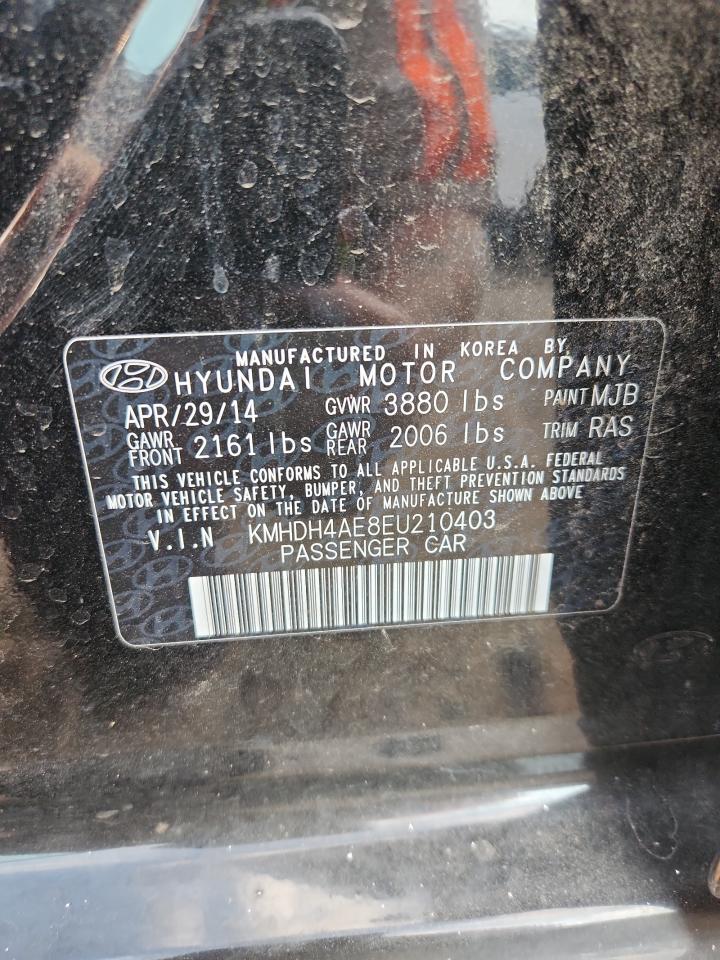 MANUFACTURED IN KOREA BY
HYUNDAI MOTOR COMPANY
APR/29/14 GVWR 3880 lbs PAINT MJB
GAWR FRONT 2161 lbs GAWR REAR 2006 lbs TRIM RAS
THIS VEHICLE CONFORMS TO ALL APPLICABLE U.S.A. FEDERAL
MOTOR VEHICLE SAFETY, BUMPER, AND THEFT PREVENTION STANDARDS
IN EFFECT ON THE DATE OF MANUFACTURE SHOWN ABOVE
V.I.N KMHDH4AE8EU210403
PASSENGER CAR